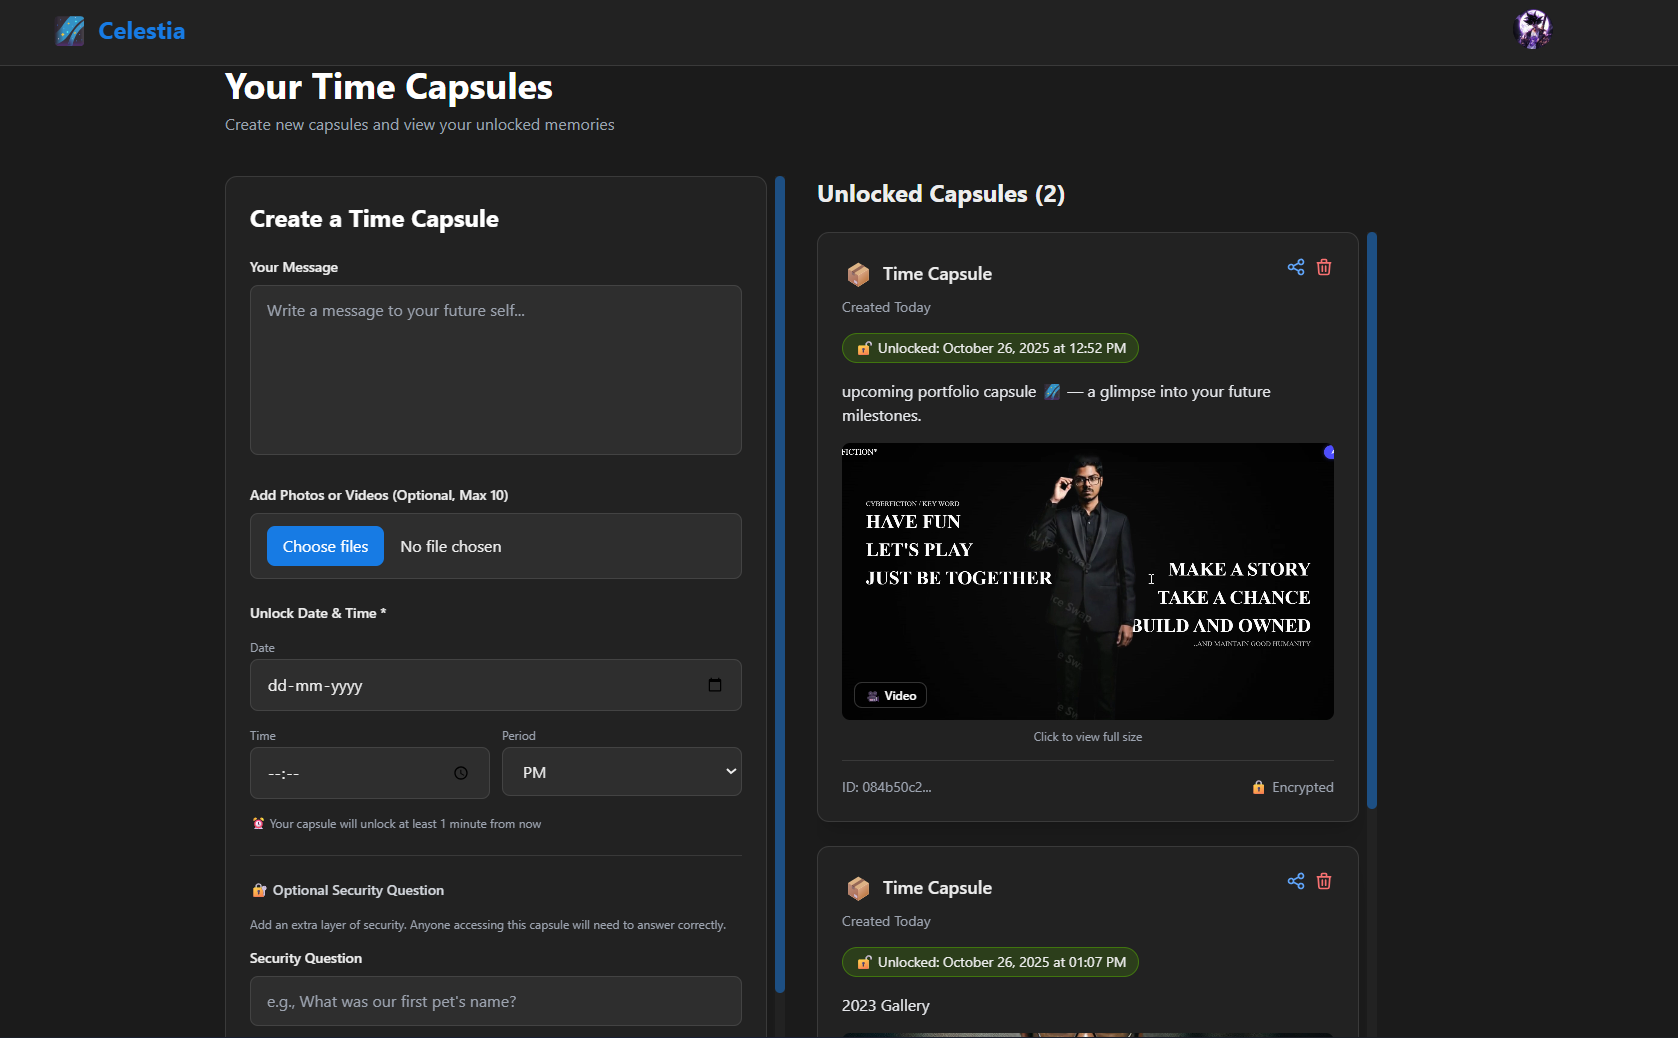 Celestia
Your Time Capsules
Create new capsules and view your unlocked memories
Create a Time Capsule
Your Message
Write a message to your future self...
Add Photos or Videos (Optional, Max 10)
Choose files No file chosen
Unlock Date & Time *
Date
dd-mm-yyyy
Time Period
--:-- PM
Your capsule will unlock at least 1 minute from now
Optional Security Question
Add an extra layer of security. Anyone accessing this capsule will need to answer correctly.
Security Question
e.g., What was our first pet's name?
Unlocked Capsules (2)
Time Capsule
Created Today
Unlocked: October 26, 2025 at 12:52 PM
upcoming portfolio capsule — a glimpse into your future
milestones.
FICTION*
CYBERFICTION / KEY WORD
HAVE FUN
LET'S PLAY
JUST BE TOGETHER
MAKE A STORY
TAKE A CHANCE
BUILD AND OWNED
..AND MAINTAIN GOOD HUMANITY
Video
Click to view full size
ID: 084b50c2...
Encrypted
Time Capsule
Created Today
Unlocked: October 26, 2025 at 01:07 PM
2023 Gallery